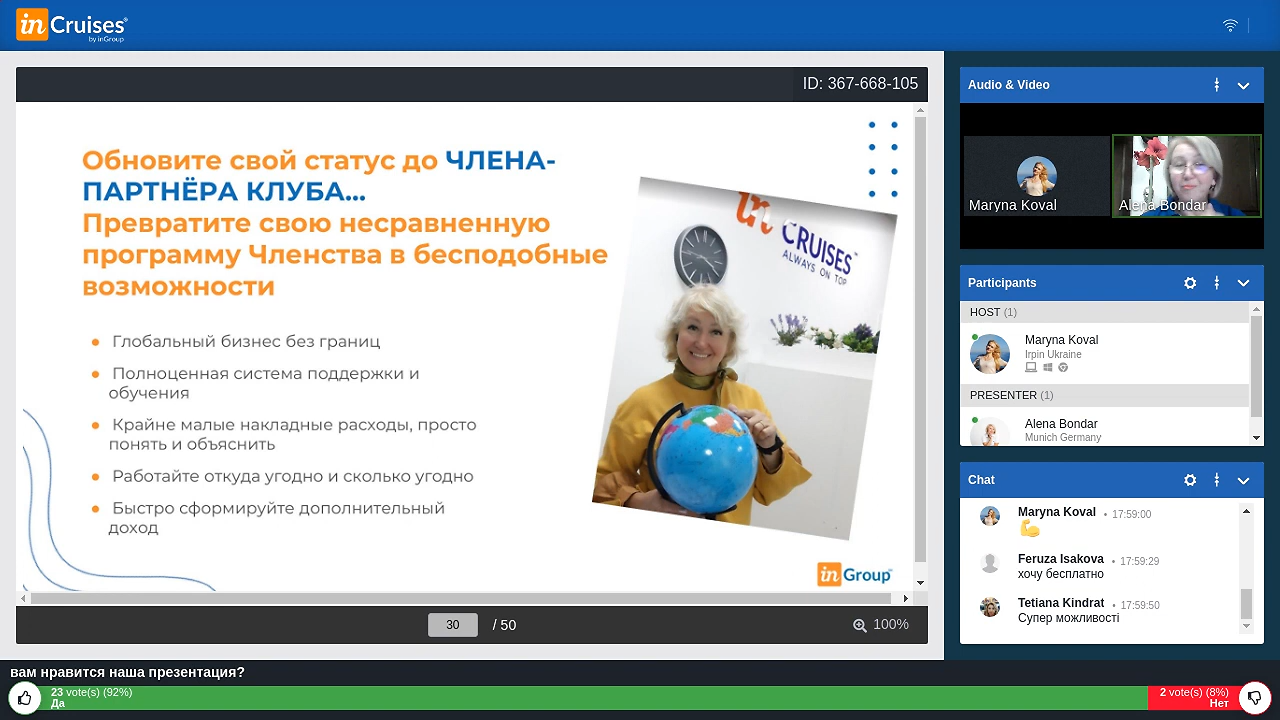 in Cruises®
by inGroup
ID: 367-668-105
Обновите свой статус до ЧЛЕНА-
ПАРТНЁРА КЛУБА...
Превратите свою несравненную
программу Членства в бесподобные
возможности
Глобальный бизнес без границ
Полноценная система поддержки и
обучения
Крайне малые накладные расходы, просто
понять и объяснить
Работайте откуда угодно и сколько угодно
Быстро сформируйте дополнительный
доход
in
CRUISES™
ALWAYS ON TOP
in Group™
30 / 50
100%
Audio & Video
Maryna Koval
Alena Bondar
Participants
HOST (1)
Maryna Koval
Irpin Ukraine
PRESENTER (1)
Alena Bondar
Munich Germany
Chat
Maryna Koval • 17:59:00
💪
Feruza Isakova • 17:59:29
хочу бесплатно
Tetiana Kindrat • 17:59:50
Супер можливості
вам нравится наша презентация?
23 vote(s) (92%)
Да
2 vote(s) (8%)
Нет